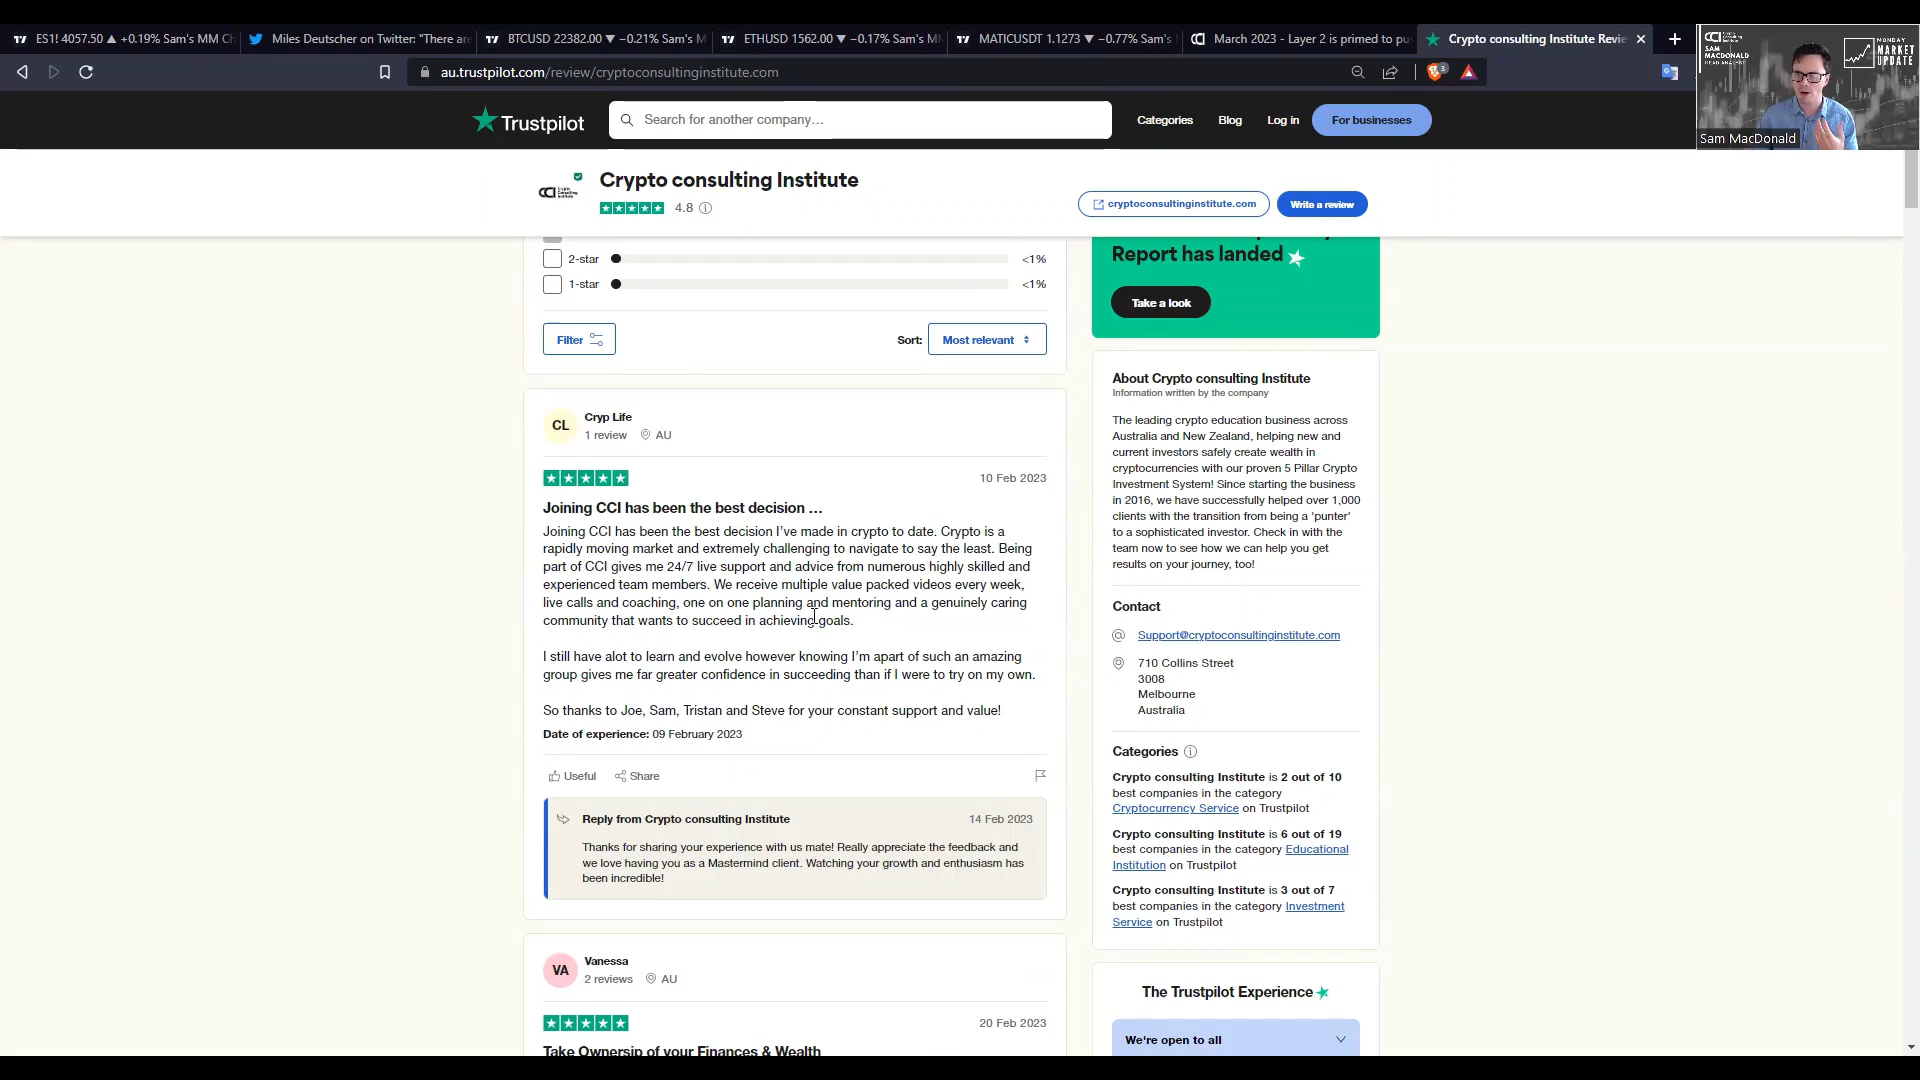 ES1! 4057.50 ▲ +0.19% Sam's MM Ch
Miles Deutscher on Twitter: "There are
BTCUSD 22382.00 ▼ −0.21% Sam's M
ETHUSD 1562.00 ▼ −0.17% Sam's M
MATICUSDT 1.1273 ▼ −0.77% Sam's
March 2023 - Layer 2 is primed to pu
Crypto consulting Institute Revie
au.trustpilot.com/review/cryptoconsultinginstitute.com
3
CCI
SAM
MACDONALD
HEAD ANALYST
MONDAY
MARKET
UPDATE
Sam MacDonald
Trustpilot
Search for another company…
Categories
Blog
Log in
For businesses
CCI Crypto Consulting Institute
Crypto consulting Institute
4.8
cryptoconsultinginstitute.com
Write a review
2-star
<1%
1-star
<1%
Filter
Sort:
Most relevant
CL
Cryp Life
1 review
AU
10 Feb 2023
Joining CCI has been the best decision …
Joining CCI has been the best decision I've made in crypto to date. Crypto is a
rapidly moving market and extremely challenging to navigate to say the least. Being
part of CCI gives me 24/7 live support and advice from numerous highly skilled and
experienced team members. We receive multiple value packed videos every week,
live calls and coaching, one on one planning and mentoring and a genuinely caring
community that wants to succeed in achieving goals.
I still have alot to learn and evolve however knowing I'm apart of such an amazing
group gives me far greater confidence in succeeding than if I were to try on my own.
So thanks to Joe, Sam, Tristan and Steve for your constant support and value!
Date of experience: 09 February 2023
Useful
Share
Reply from Crypto consulting Institute
14 Feb 2023
Thanks for sharing your experience with us mate! Really appreciate the feedback and
we love having you as a Mastermind client. Watching your growth and enthusiasm has
been incredible!
VA
Vanessa
2 reviews
AU
20 Feb 2023
Take Ownersip of your Finances & Wealth
Report has landed
Take a look
About Crypto consulting Institute
Information written by the company
The leading crypto education business across
Australia and New Zealand, helping new and
current investors safely create wealth in
cryptocurrencies with our proven 5 Pillar Crypto
Investment System! Since starting the business
in 2016, we have successfully helped over 1,000
clients with the transition from being a 'punter'
to a sophisticated investor. Check in with the
team now to see how we can help you get
results on your journey, too!
Contact
Support@cryptoconsultinginstitute.com
710 Collins Street
3008
Melbourne
Australia
Categories
Crypto consulting Institute is 2 out of 10
best companies in the category
Cryptocurrency Service on Trustpilot
Crypto consulting Institute is 6 out of 19
best companies in the category Educational
Institution on Trustpilot
Crypto consulting Institute is 3 out of 7
best companies in the category Investment
Service on Trustpilot
The Trustpilot Experience
We're open to all